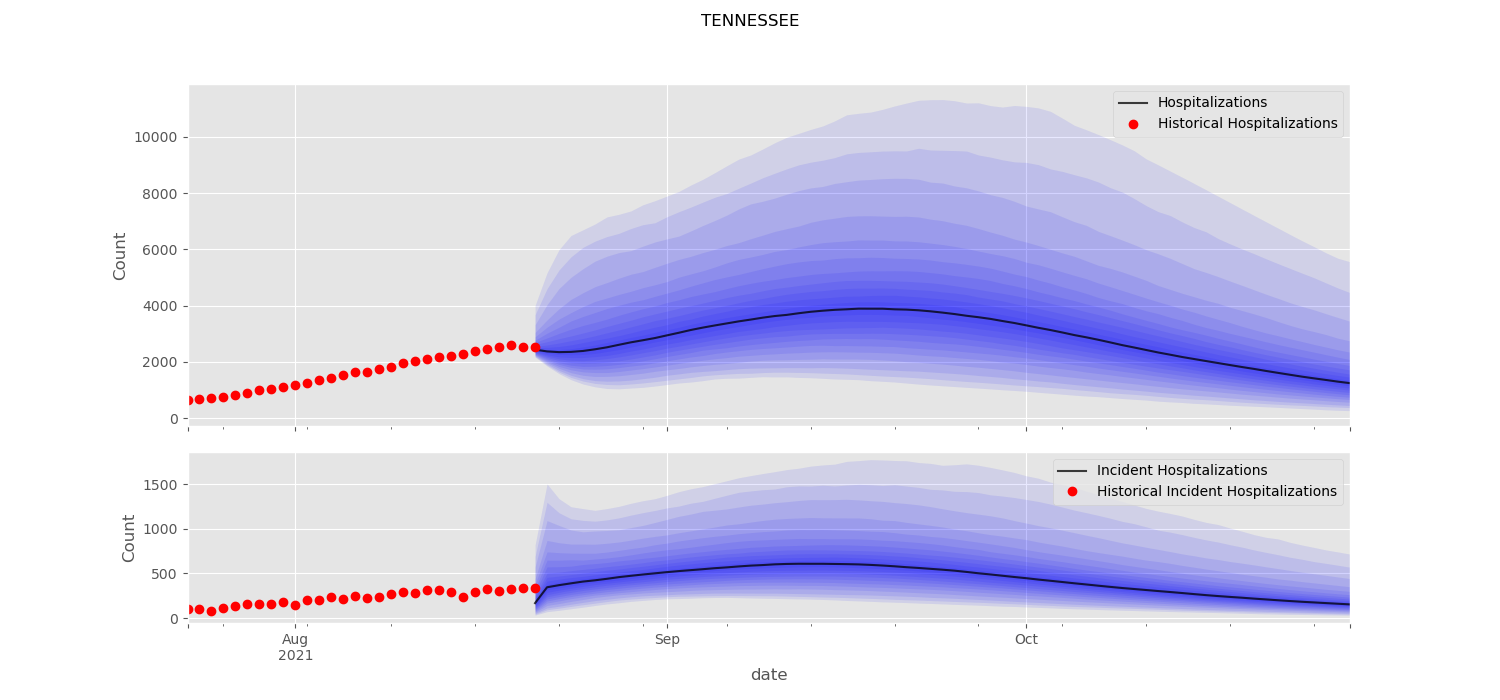 TENNESSEE
Count
10000
8000
6000
4000
2000
0
Hospitalizations
Historical Hospitalizations
Count
1500
1000
500
0
Incident Hospitalizations
Historical Incident Hospitalizations
Aug
2021
Sep
Oct
date